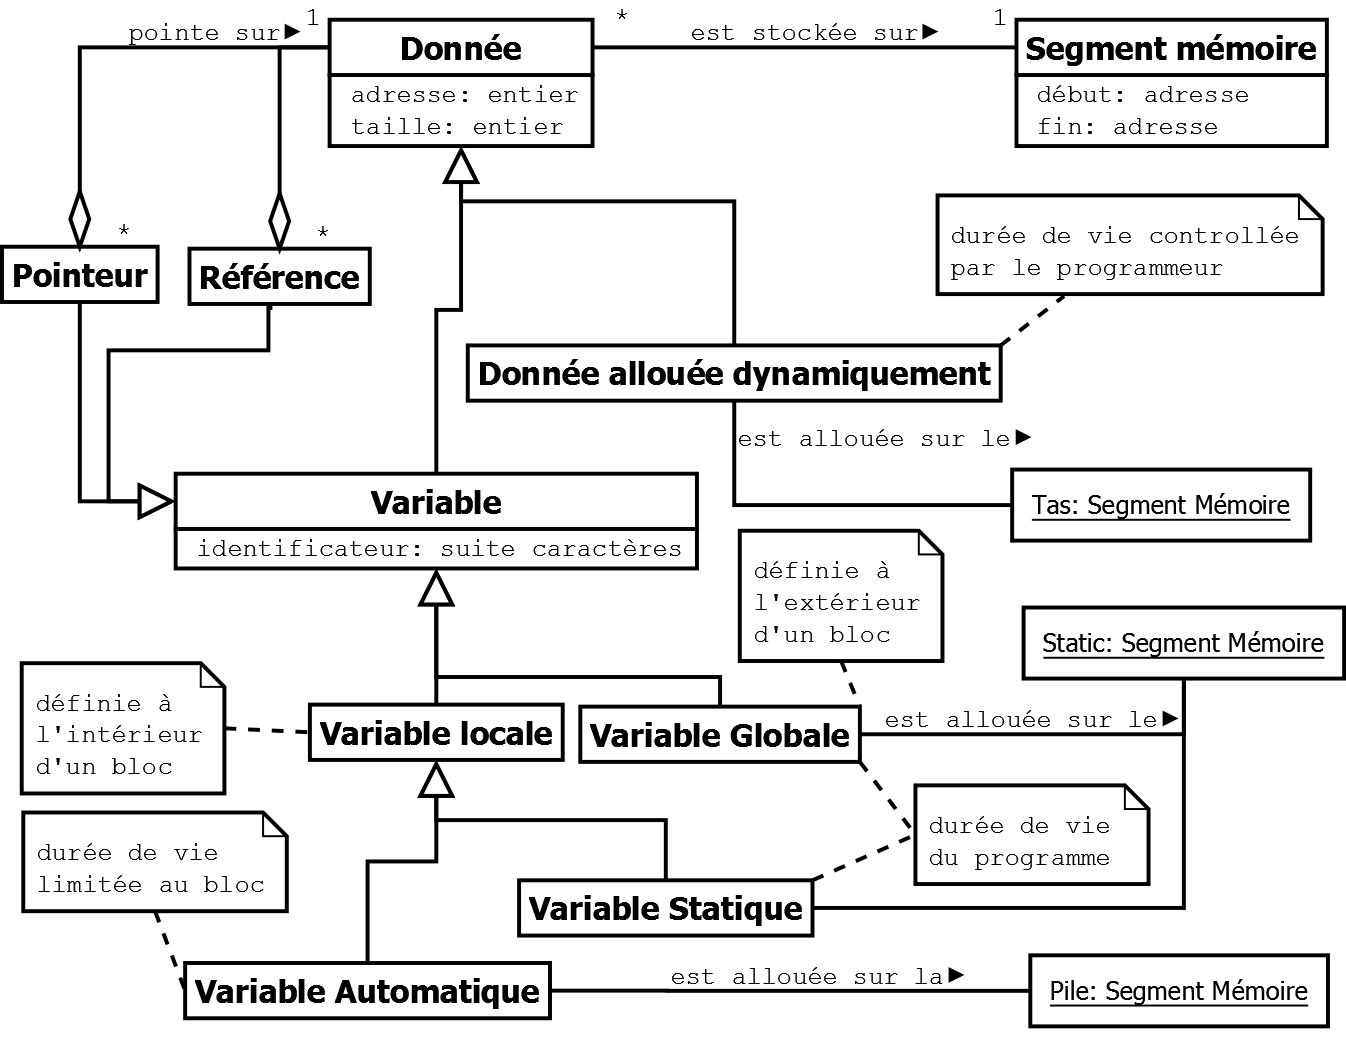 pointe sur► 1
Donnée
adresse: entier
taille: entier
* est stockée sur► 1
Segment mémoire
début: adresse
fin: adresse
*
Pointeur
*
Référence
durée de vie controllée
par le programmeur
Donnée allouée dynamiquement
est allouée sur le►
Tas: Segment Mémoire
Variable
identificateur: suite caractères
définie à
l'extérieur
d'un bloc
Static: Segment Mémoire
définie à
l'intérieur
d'un bloc
Variable locale
Variable Globale
est allouée sur le►
durée de vie
limitée au bloc
durée de vie
du programme
Variable Statique
Variable Automatique
est allouée sur la►
Pile: Segment Mémoire